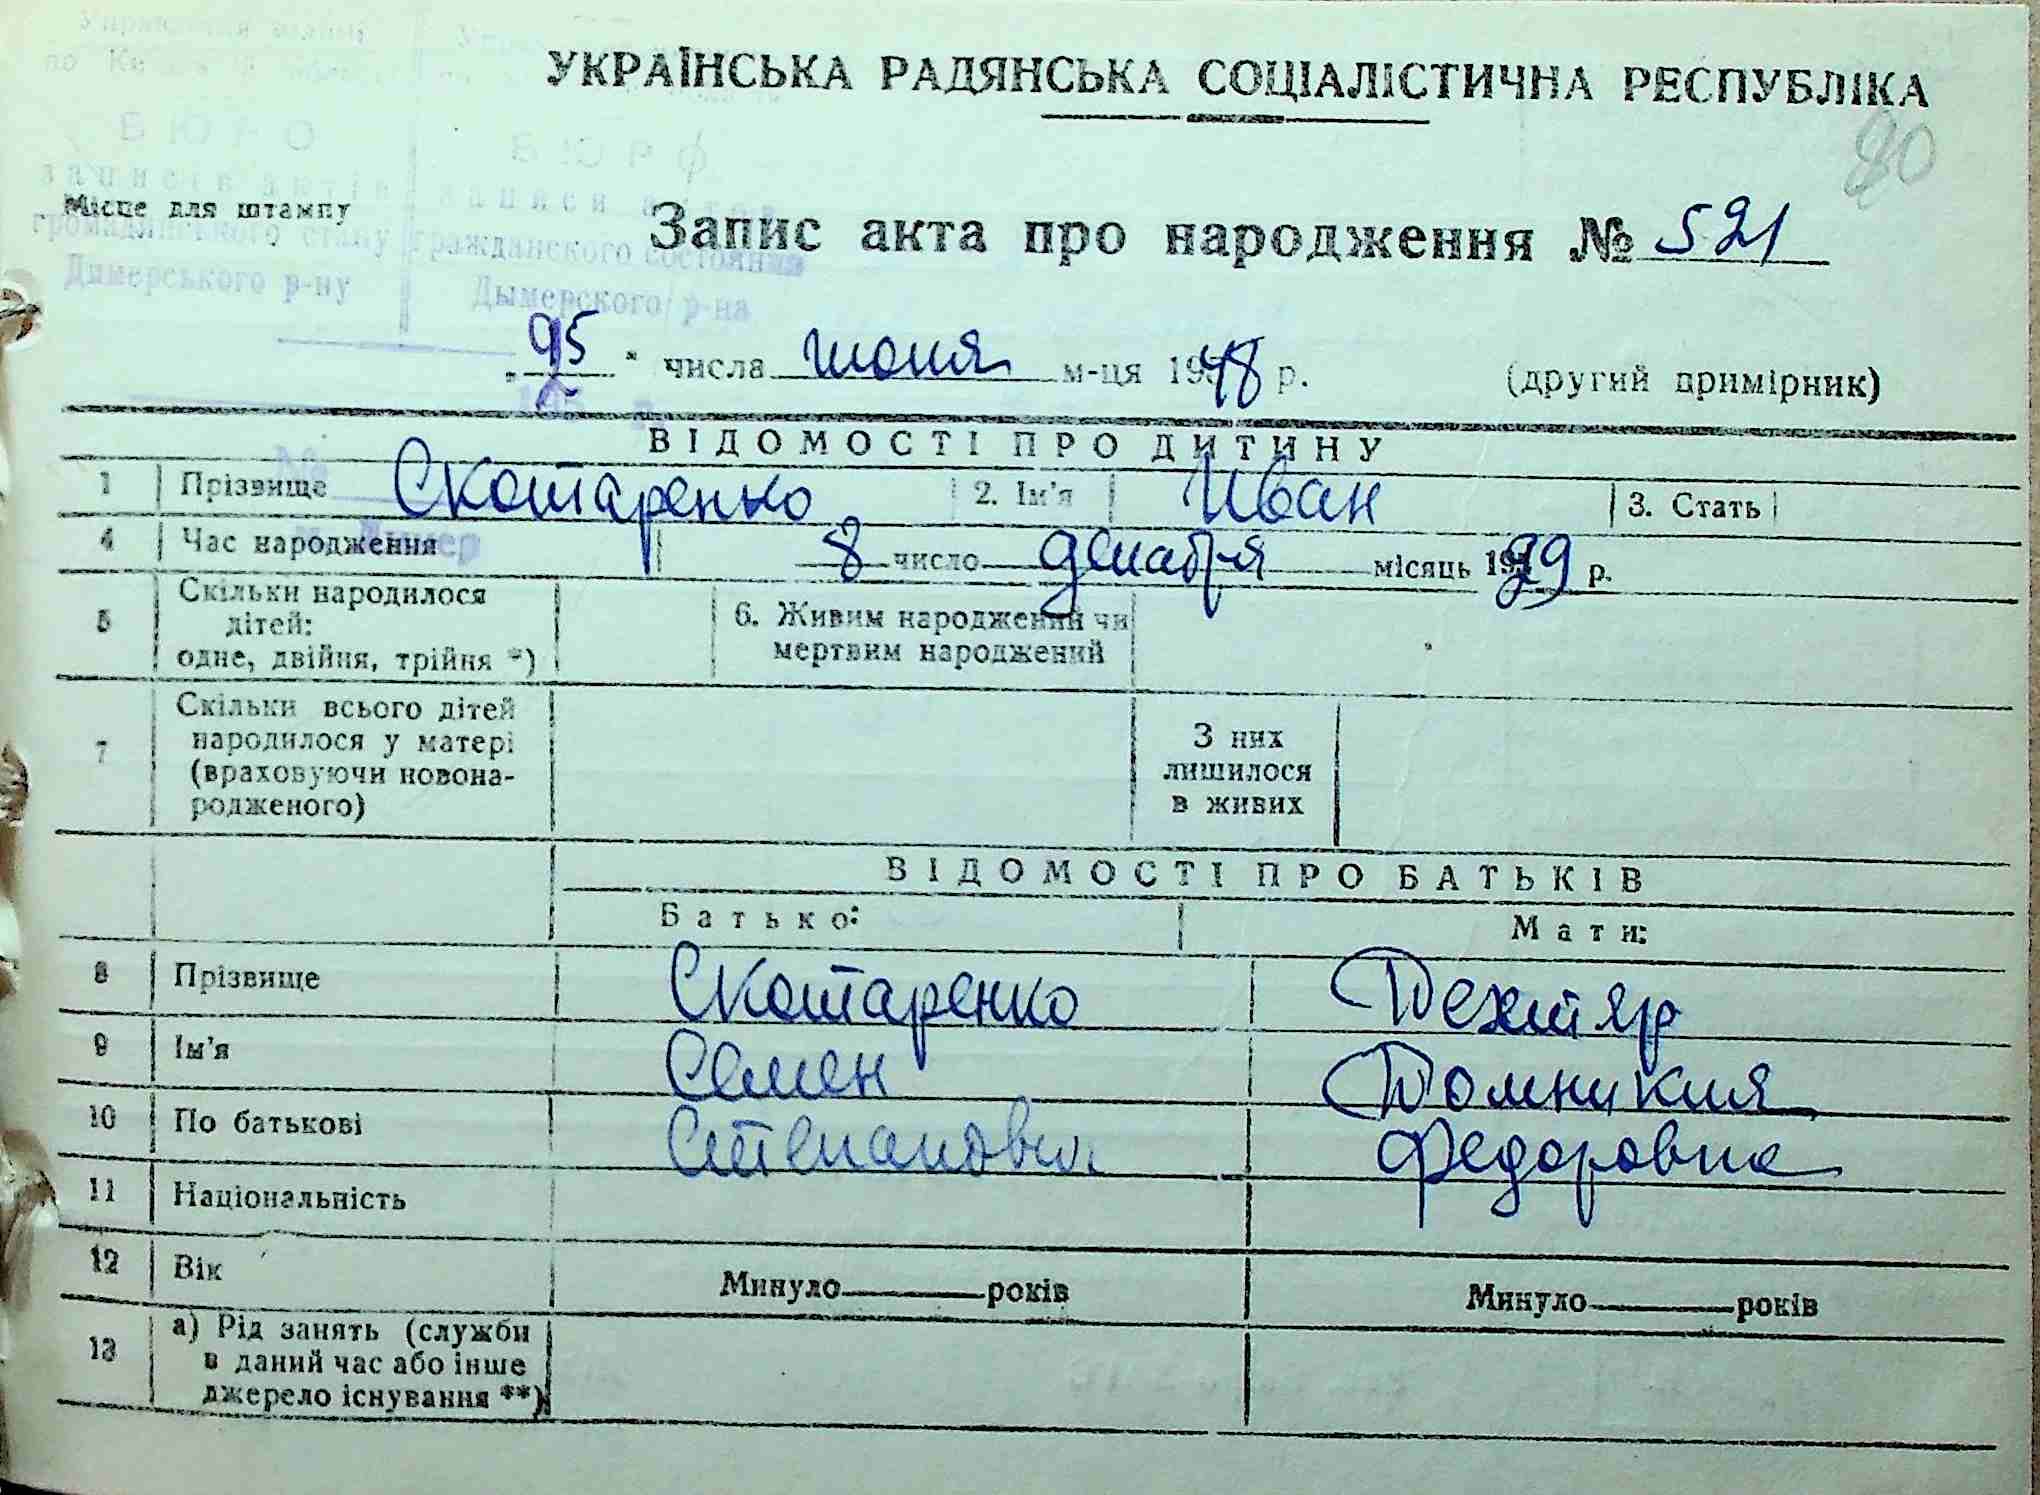 УКРАЇНСЬКА РАДЯНСЬКА СОЦІАЛІСТИЧНА РЕСПУБЛІКА
80
БЮРО БЮРО
записів актів записи актов
Місце для штампу
громадянського стану гражданского состояния
Димерського р-ну Дымерского р-на
Запис акта про народження № 521
"25" числа июня м-ця 1948 р. (другий примірник)
195 р.
ВІДОМОСТІ ПРО ДИТИНУ
№
1 Прізвище Скотаренко 2. Ім'я Иван 3. Стать
4 Час народження 8 число декабря місяць 1929 р.
5 Скільки народилося дітей: одне, двійня, трійня *) 6. Живим народжений чи мертвим народжений
7 Скільки всього дітей народилося у матері (враховуючи новонародженого) З них лишилося в живих
ВІДОМОСТІ ПРО БАТЬКІВ
Батько: Мати:
8 Прізвище Скотаренко Дехтяр
9 Ім'я Семен Домникия
10 По батькові Степанович Федоровна
11 Національність
12 Вік Минуло років Минуло років
13 а) Рід занять (служби в даний час або інше джерело існування **)